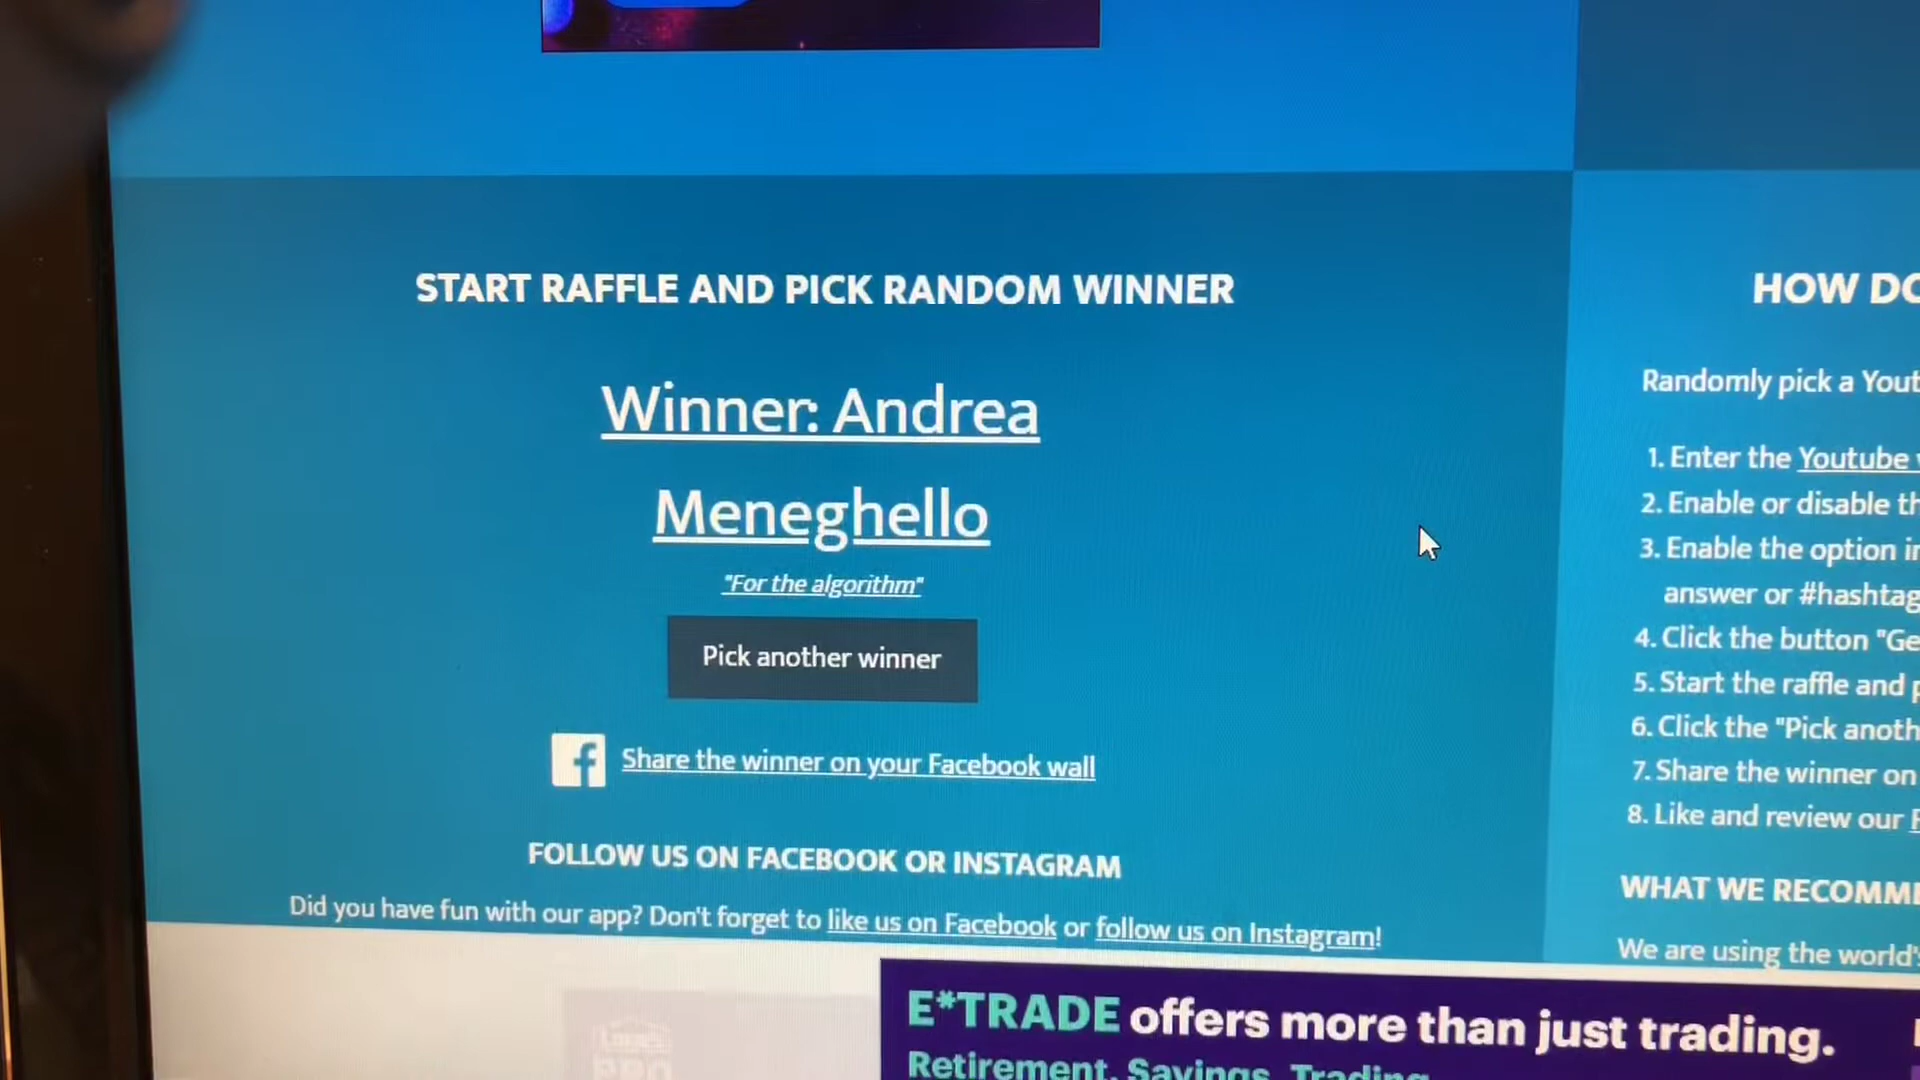 START RAFFLE AND PICK RANDOM WINNER
Winner: Andrea
Meneghello
"For the algorithm"
Pick another winner
Share the winner on your Facebook wall
FOLLOW US ON FACEBOOK OR INSTAGRAM
Did you have fun with our app? Don't forget to like us on Facebook or follow us on Instagram!
HOW DO
Randomly pick a Yout
1. Enter the Youtube
2. Enable or disable th
3. Enable the option in
answer or #hashtag
4. Click the button "Ge
5. Start the raffle and p
6. Click the "Pick anoth
7. Share the winner on
8. Like and review our
WHAT WE RECOMM
We are using the world's
E*TRADE offers more than just trading.
Retirement, Savings, Trading
PRO